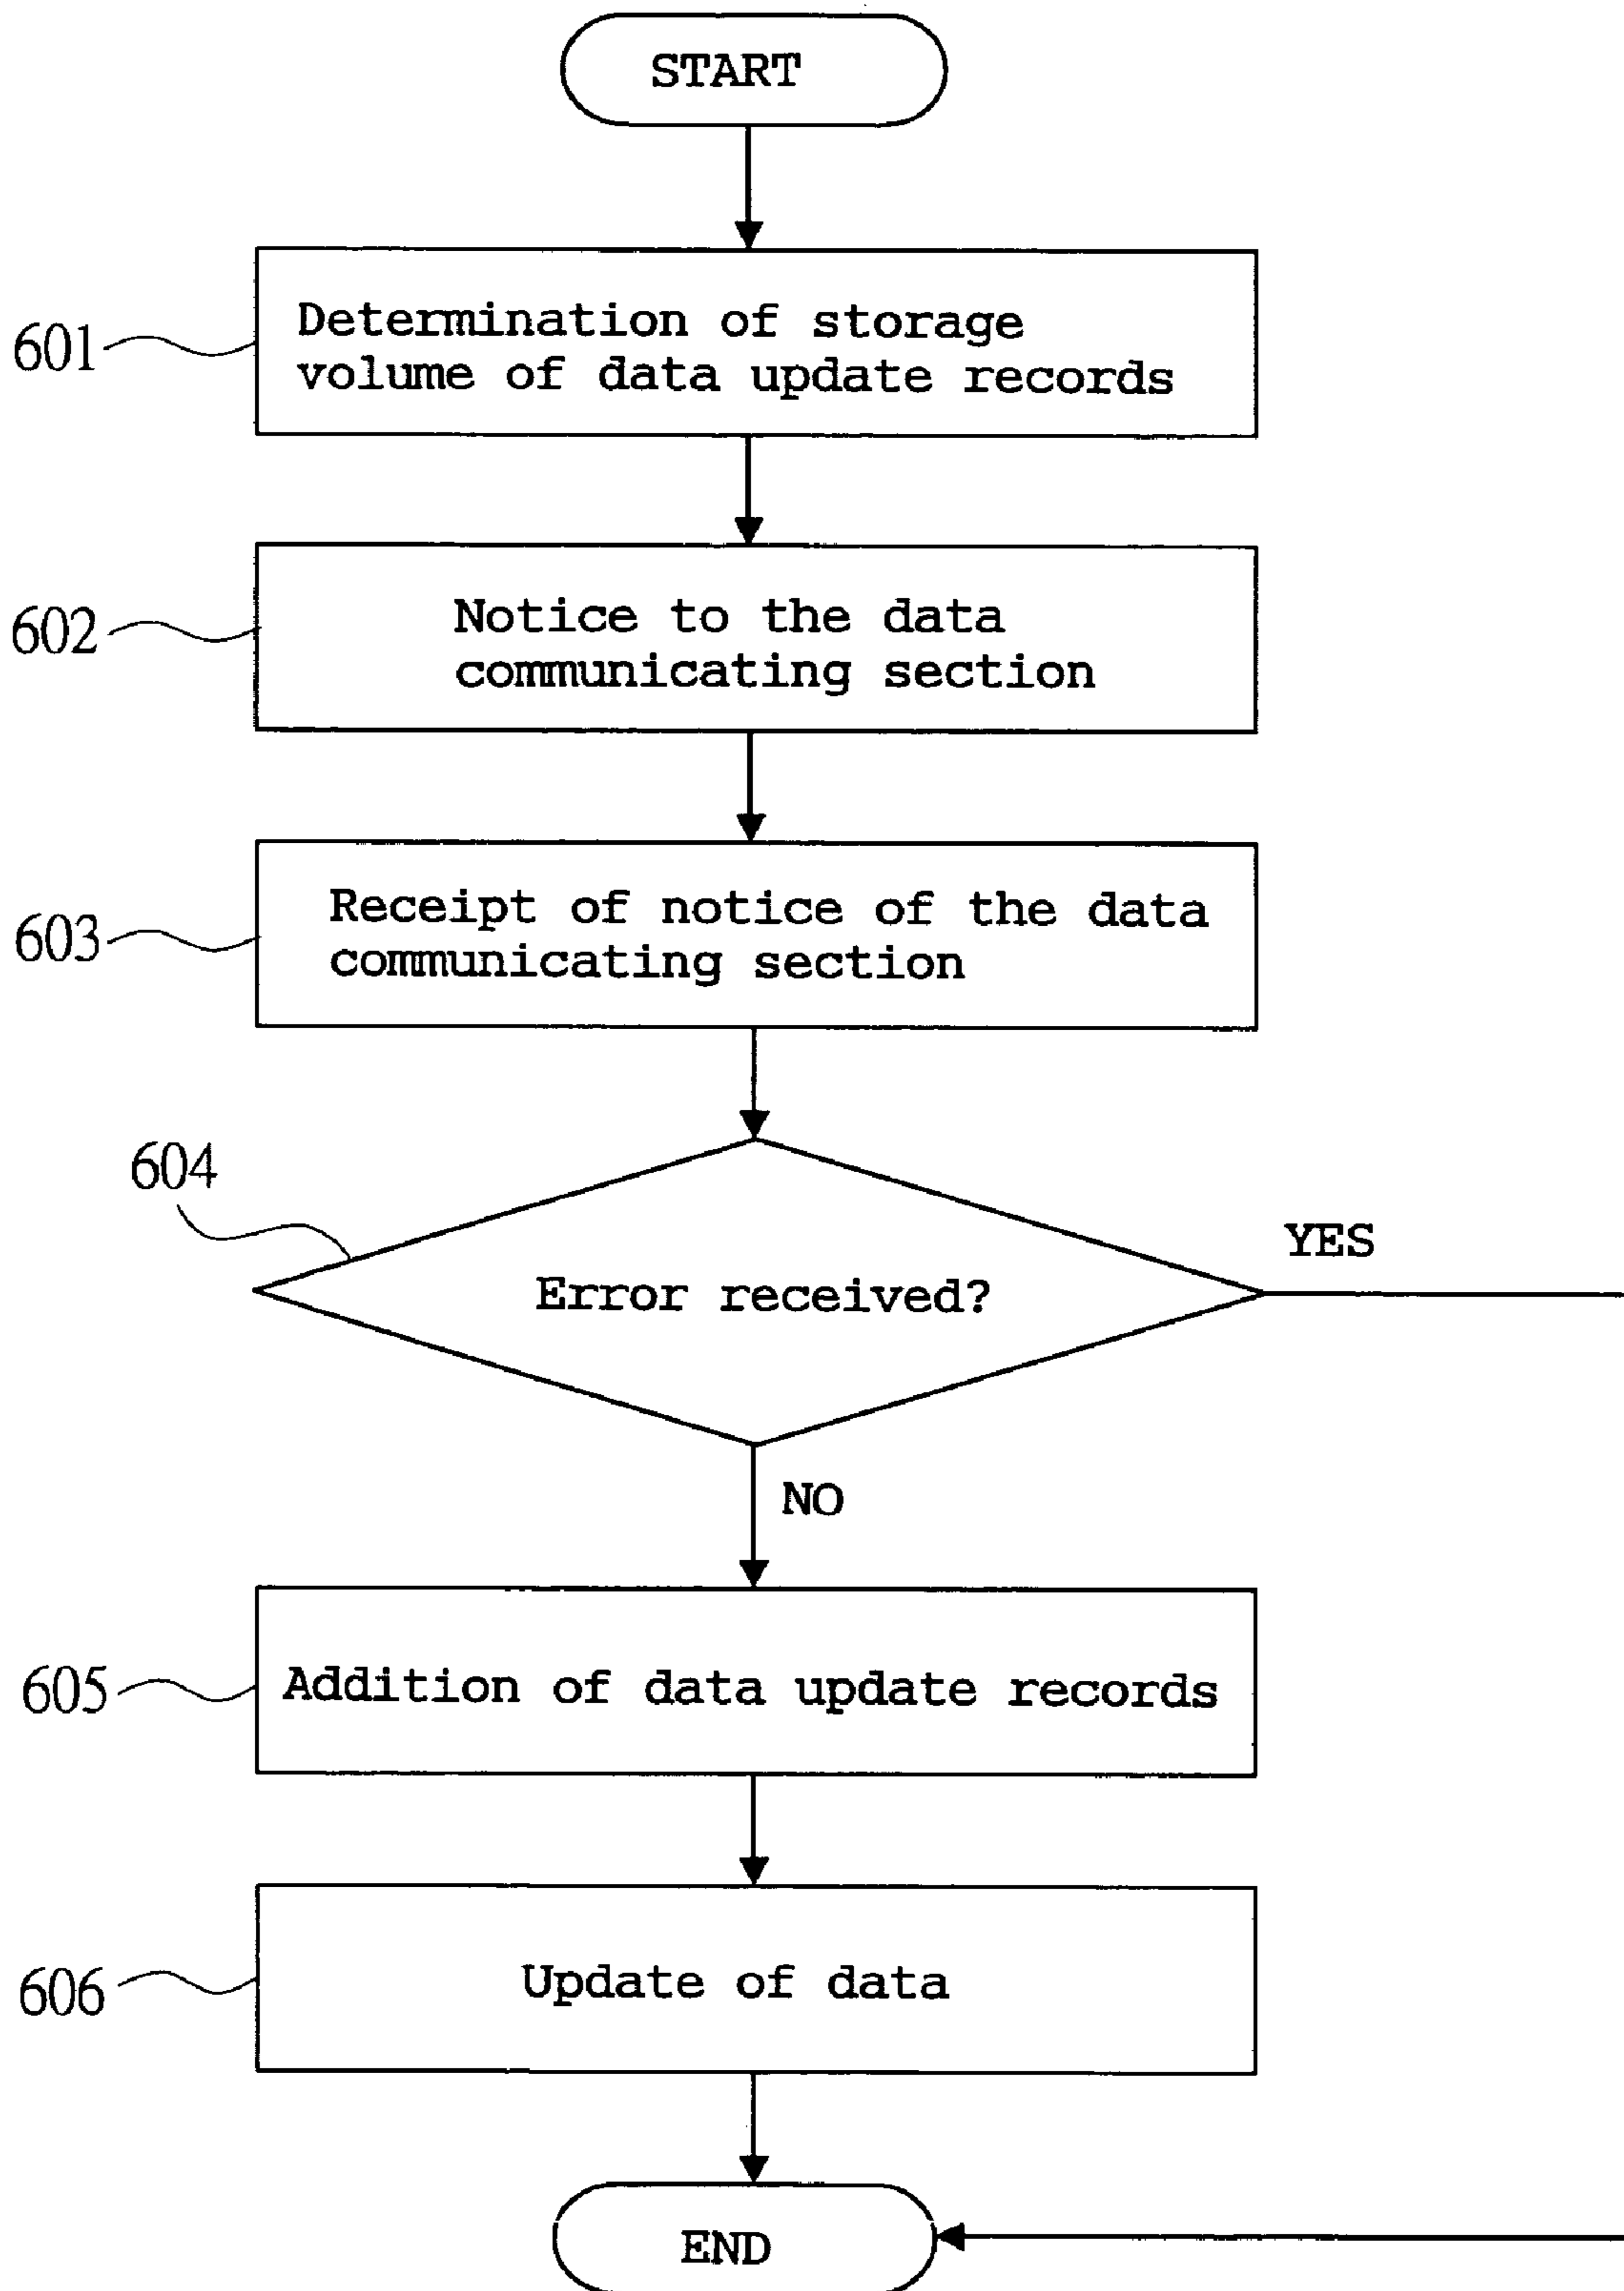 START
601
Determination of storage
volume of data update records
602
Notice to the data
communicating section
603
Receipt of notice of the data
communicating section
604
Error received?
YES
NO
605
Addition of data update records
606
Update of data
END